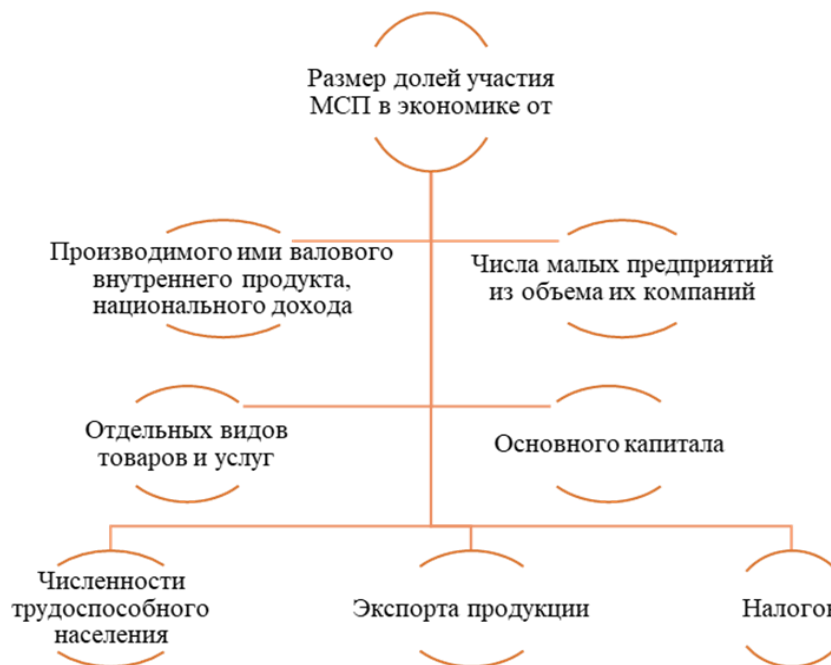 Размер долей участия
МСП в экономике от
Производимого ими валового
внутреннего продукта,
национального дохода
Числа малых предприятий
из объема их компаний
Отдельных видов
товаров и услуг
Основного капитала
Численности
трудоспособного
населения
Экспорта продукции